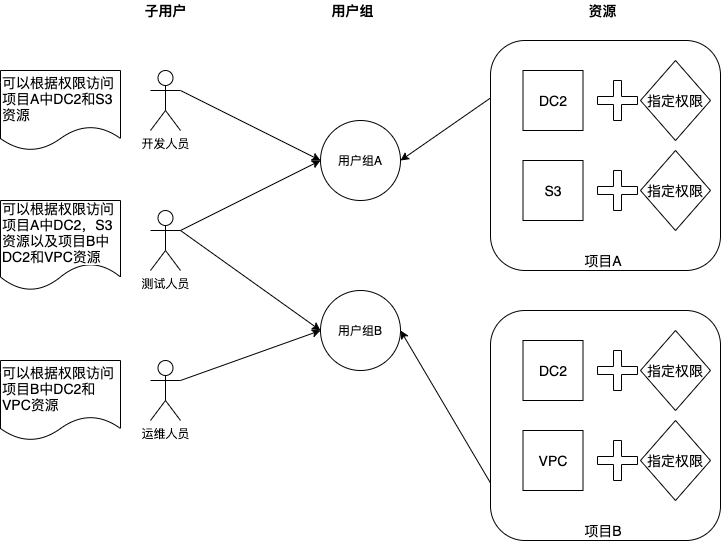 子用户
用户组
资源
可以根据权限访问
项目A中DC2和S3
资源
开发人员
用户组A
DC2
指定权限
S3
指定权限
项目A
可以根据权限访问
项目A中DC2，S3
资源以及项目B中
DC2和VPC资源
测试人员
用户组B
DC2
指定权限
VPC
指定权限
项目B
可以根据权限访问
项目B中DC2和
VPC资源
运维人员